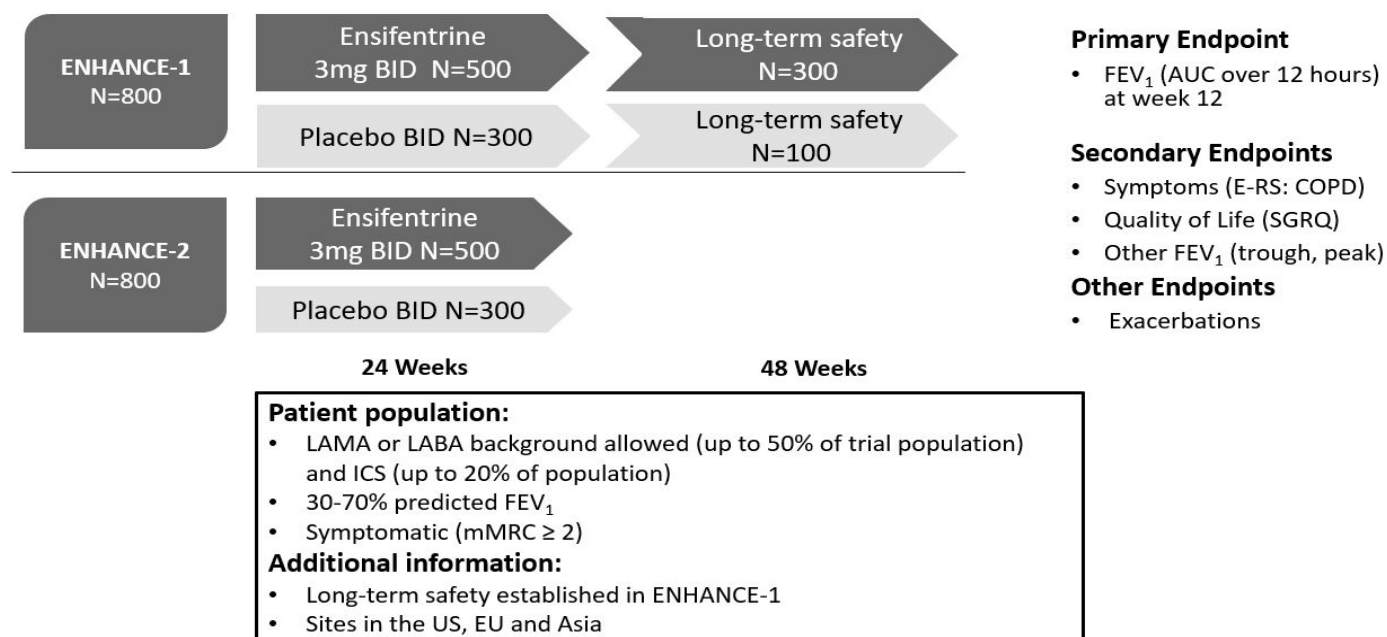 ENHANCE-1
N=800
Ensifentrine
3mg BID N=500
Long-term safety
N=300
Placebo BID N=300
Long-term safety
N=100
ENHANCE-2
N=800
Ensifentrine
3mg BID N=500
Placebo BID N=300
24 Weeks
48 Weeks
Primary Endpoint
• FEV₁ (AUC over 12 hours)
at week 12
Secondary Endpoints
• Symptoms (E-RS: COPD)
• Quality of Life (SGRQ)
• Other FEV₁ (trough, peak)
Other Endpoints
• Exacerbations
Patient population:
• LAMA or LABA background allowed (up to 50% of trial population)
and ICS (up to 20% of population)
• 30-70% predicted FEV₁
• Symptomatic (mMRC ≥ 2)
Additional information:
• Long-term safety established in ENHANCE-1
• Sites in the US, EU and Asia